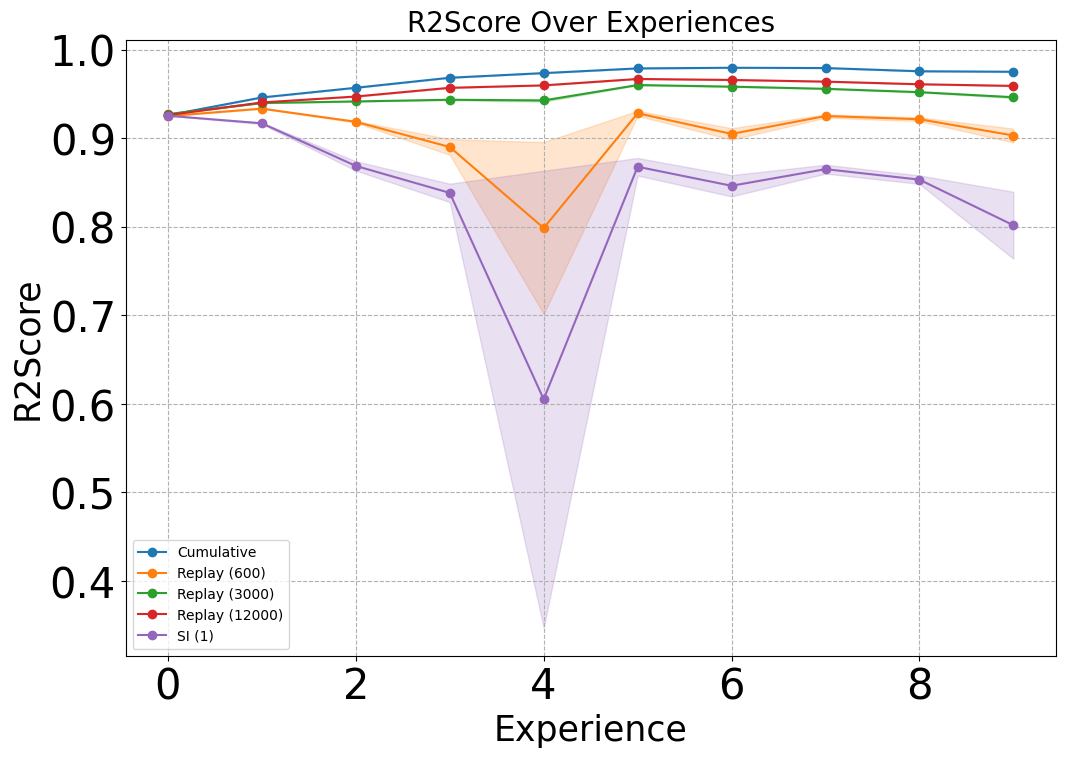 R2Score Over Experiences
R2Score
1.0
0.9
0.8
0.7
0.6
0.5
0.4
Cumulative
Replay (600)
Replay (3000)
Replay (12000)
SI (1)
0 2 4 6 8
Experience